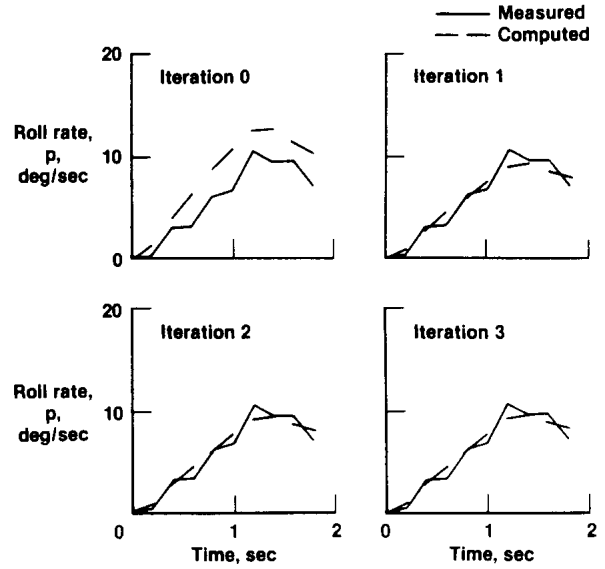 Measured
Computed
20
Iteration 0
Iteration 1
Roll rate,
p,
deg/sec
10
0
20
Iteration 2
Iteration 3
Roll rate,
p,
deg/sec
10
0
1
2
0
1
2
Time, sec
Time, sec